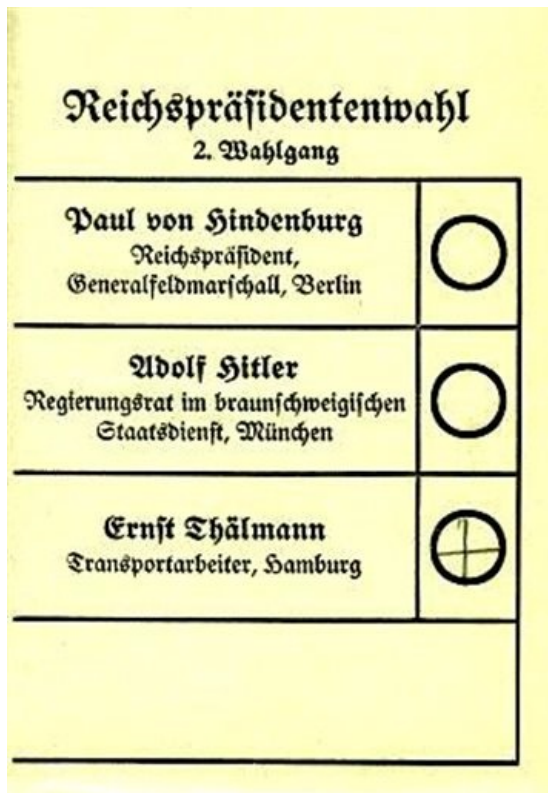 Reichspräsidentenwahl
2. Wahlgang
Paul von Hindenburg
Reichspräsident,
Generalfeldmarschall, Berlin
Adolf Hitler
Regierungsrat im braunschweigischen
Staatsdienst, München
Ernst Thälmann
Transportarbeiter, Hamburg